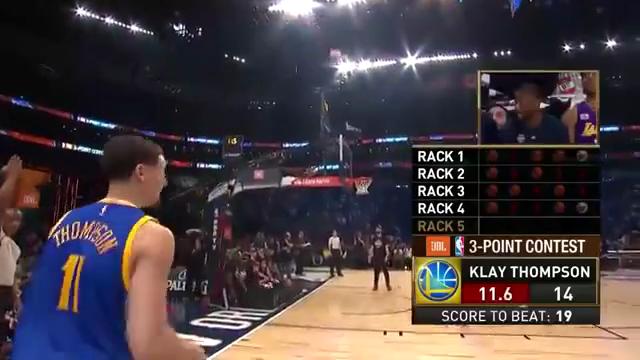 THOMPSON
11
RACK 1
RACK 2
RACK 3
RACK 4
RACK 5
JBL 3-POINT CONTEST
KLAY THOMPSON
11.6 14
SCORE TO BEAT: 19